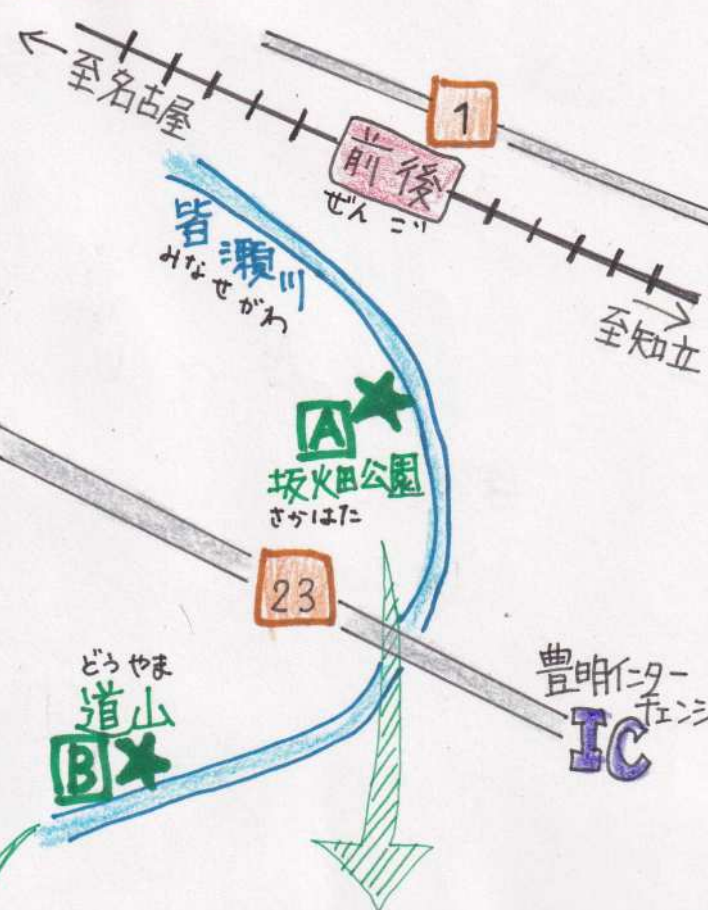 至名古屋
1
前後
ぜんご
皆瀬川
みなせがわ
至知立
A
坂畑公園
さかはた
23
豊明インター
チェンジ
IC
どうやま
道山
B